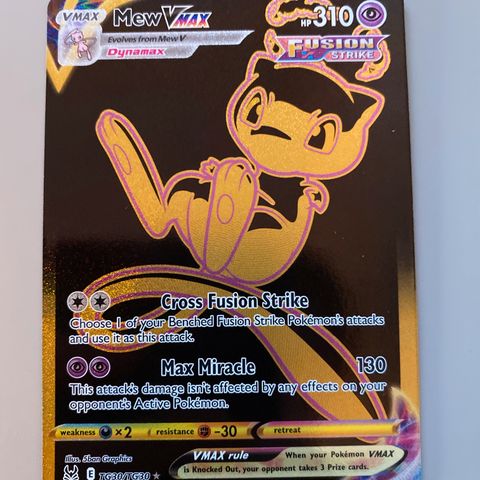 VMAX
Mew VMAX
HP 310
Evolves from Mew V
Dynamax
FUSION
STRIKE
Cross Fusion Strike
Choose 1 of your Benched Fusion Strike Pokémon's attacks
and use it as this attack.
Max Miracle 130
This attack's damage isn't affected by any effects on your
opponent's Active Pokémon.
weakness ×2 resistance -30 retreat
Illus. 5ban Graphics
E TG30/TG30 ★
VMAX rule When your Pokémon VMAX
is Knocked Out, your opponent takes 3 Prize cards.